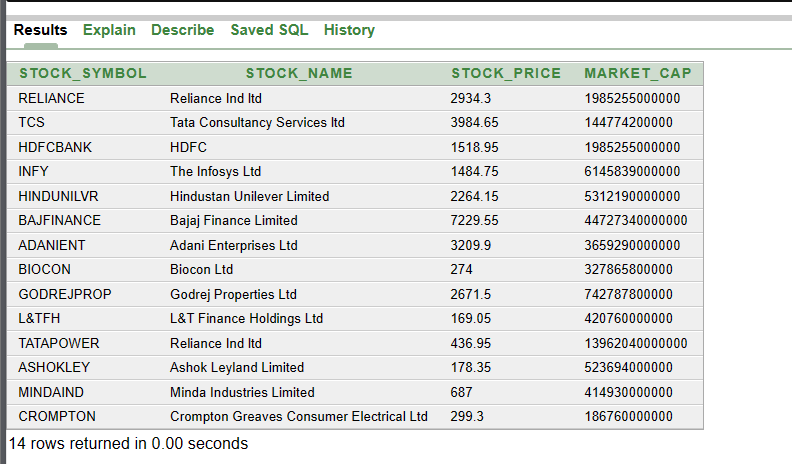 Results Explain Describe Saved SQL History
STOCK_SYMBOL STOCK_NAME STOCK_PRICE MARKET_CAP
RELIANCE Reliance Ind ltd 2934.3 1985255000000
TCS Tata Consultancy Services ltd 3984.65 144774200000
HDFCBANK HDFC 1518.95 1985255000000
INFY The Infosys Ltd 1484.75 6145839000000
HINDUNILVR Hindustan Unilever Limited 2264.15 5312190000000
BAJFINANCE Bajaj Finance Limited 7229.55 44727340000000
ADANIENT Adani Enterprises Ltd 3209.9 3659290000000
BIOCON Biocon Ltd 274 327865800000
GODREJPROP Godrej Properties Ltd 2671.5 742787800000
L&TFH L&T Finance Holdings Ltd 169.05 420760000000
TATAPOWER Reliance Ind ltd 436.95 13962040000000
ASHOKLEY Ashok Leyland Limited 178.35 523694000000
MINDAIND Minda Industries Limited 687 414930000000
CROMPTON Crompton Greaves Consumer Electrical Ltd 299.3 186760000000
14 rows returned in 0.00 seconds